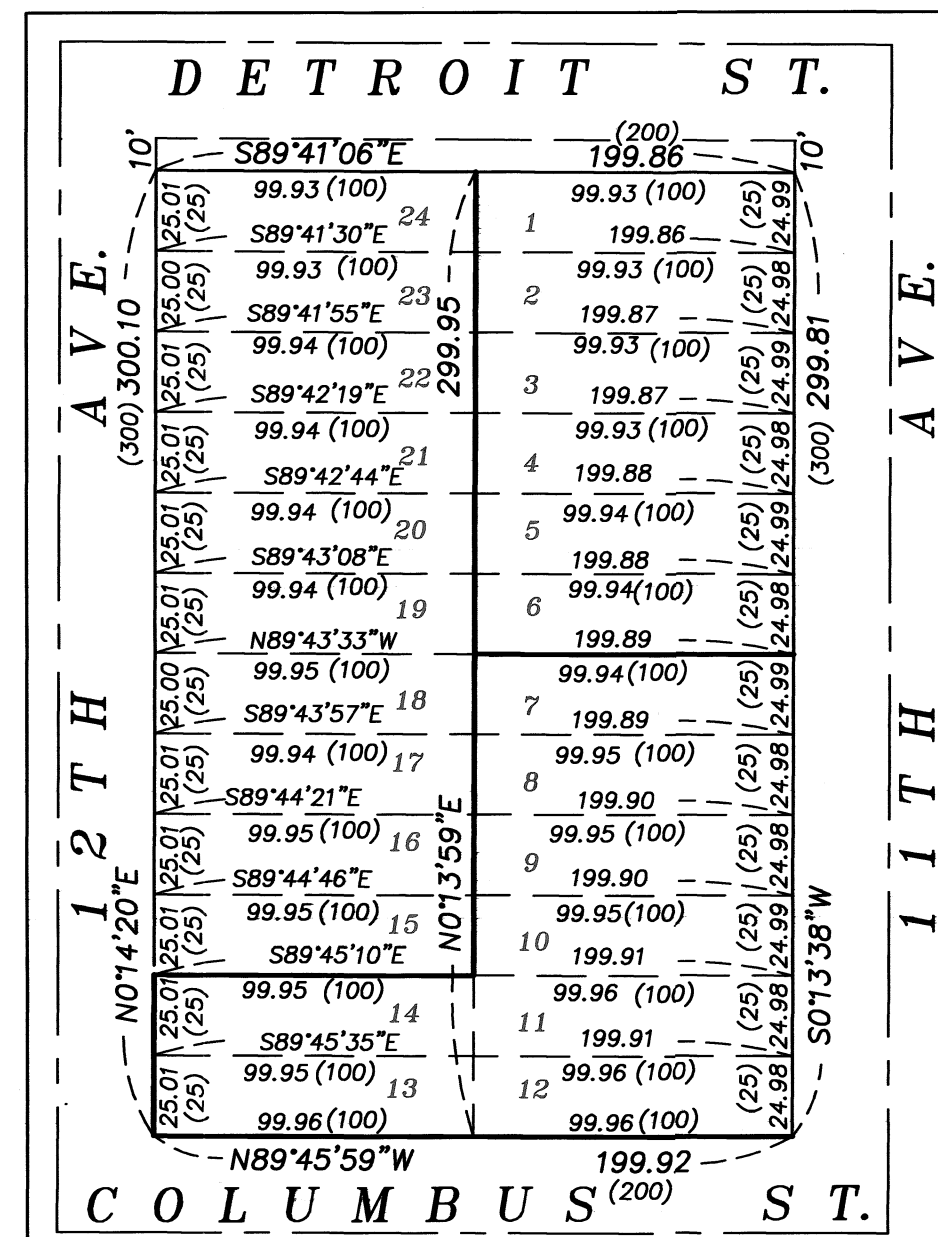 DETROIT ST.
10' (200) 10'
S89°41'06"E 199.86
99.93 (100) 99.93 (100)
25.01 (25) 24 1 (25) 24.99
S89°41'30"E 199.86
99.93 (100) 99.93 (100)
25.00 (25) 23 2 (25) 24.98
S89°41'55"E 199.87
99.94 (100) 99.93 (100)
25.01 (25) 22 3 (25) 24.99
S89°42'19"E 199.87
99.94 (100) 99.93 (100)
25.01 (25) 21 4 (25) 24.98
S89°42'44"E 199.88
99.94 (100) 99.94 (100)
25.01 (25) 20 5 (25) 24.99
S89°43'08"E 199.88
99.94 (100) 99.94 (100)
25.01 (25) 19 6 (25) 24.98
N89°43'33"W 199.89
99.95 (100) 99.94 (100)
25.00 (25) 18 7 (25) 24.99
S89°43'57"E 199.89
99.94 (100) 99.95 (100)
25.01 (25) 17 8 (25) 24.98
S89°44'21"E 199.90
99.95 (100) 99.95 (100)
25.01 (25) 16 9 (25) 24.98
S89°44'46"E 199.90
99.95 (100) 99.95 (100)
25.01 (25) 15 10 (25) 24.99
S89°45'10"E 199.91
99.95 (100) 99.96 (100)
25.01 (25) 14 11 (25) 24.98
S89°45'35"E 199.91
99.95 (100) 99.96 (100)
25.01 (25) 13 12 (25) 24.98
99.96 (100) 99.96 (100)
N89°45'59"W 199.92
(200)
COLUMBUS ST.
12TH AVE.
(300) 300.10
N0°14'20"E
299.95
N0°13'59"E
(300) 299.81
S0°13'38"W
11TH AVE.